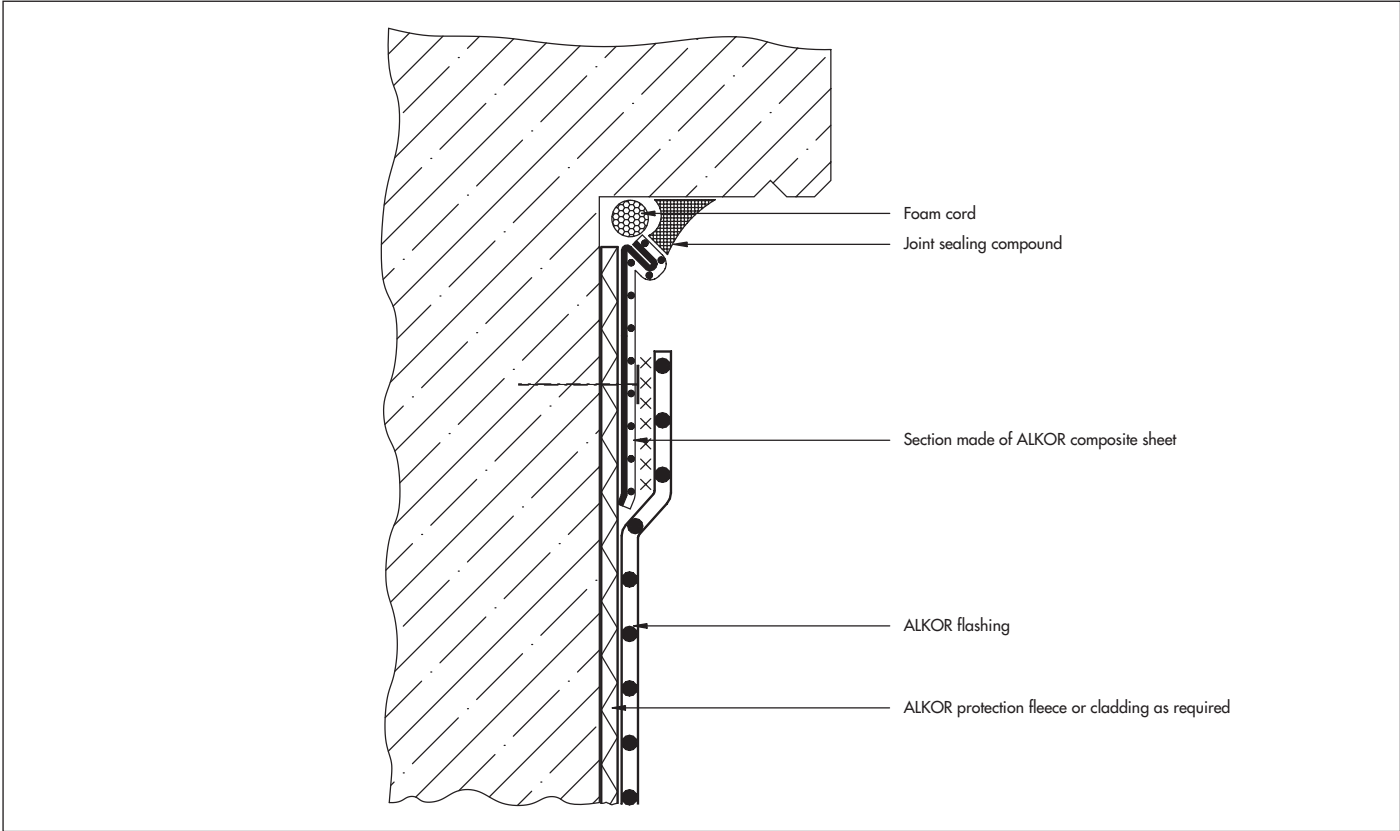 Foam cord
Joint sealing compound
Section made of ALKOR composite sheet
ALKOR flashing
ALKOR protection fleece or cladding as required